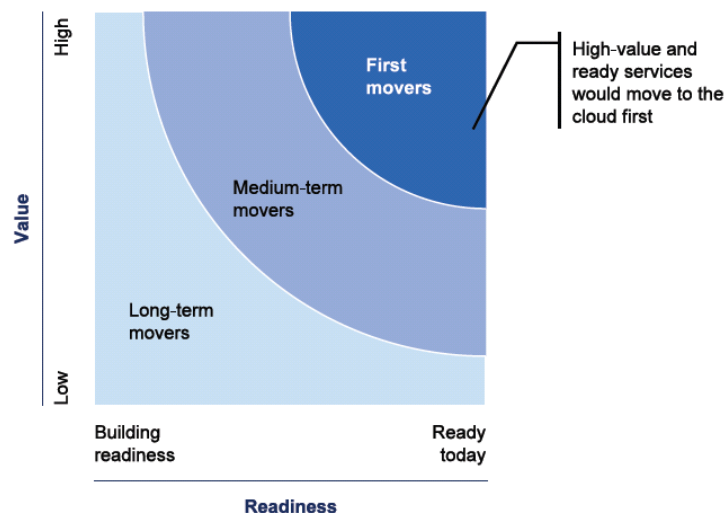 High
First
movers
High-value and
ready services
would move to the
cloud first
Medium-term
movers
Value
Long-term
movers
Low
Building
readiness
Ready
today
Readiness